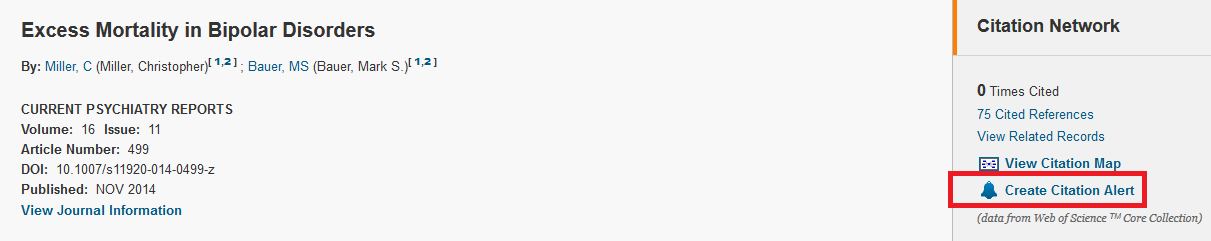 Excess Mortality in Bipolar Disorders
By: Miller, C (Miller, Christopher)[ 1,2 ] ; Bauer, MS (Bauer, Mark S.)[ 1,2 ]
CURRENT PSYCHIATRY REPORTS
Volume: 16 Issue: 11
Article Number: 499
DOI: 10.1007/s11920-014-0499-z
Published: NOV 2014
View Journal Information
Citation Network
0 Times Cited
75 Cited References
View Related Records
View Citation Map
Create Citation Alert
(data from Web of Science ™ Core Collection)